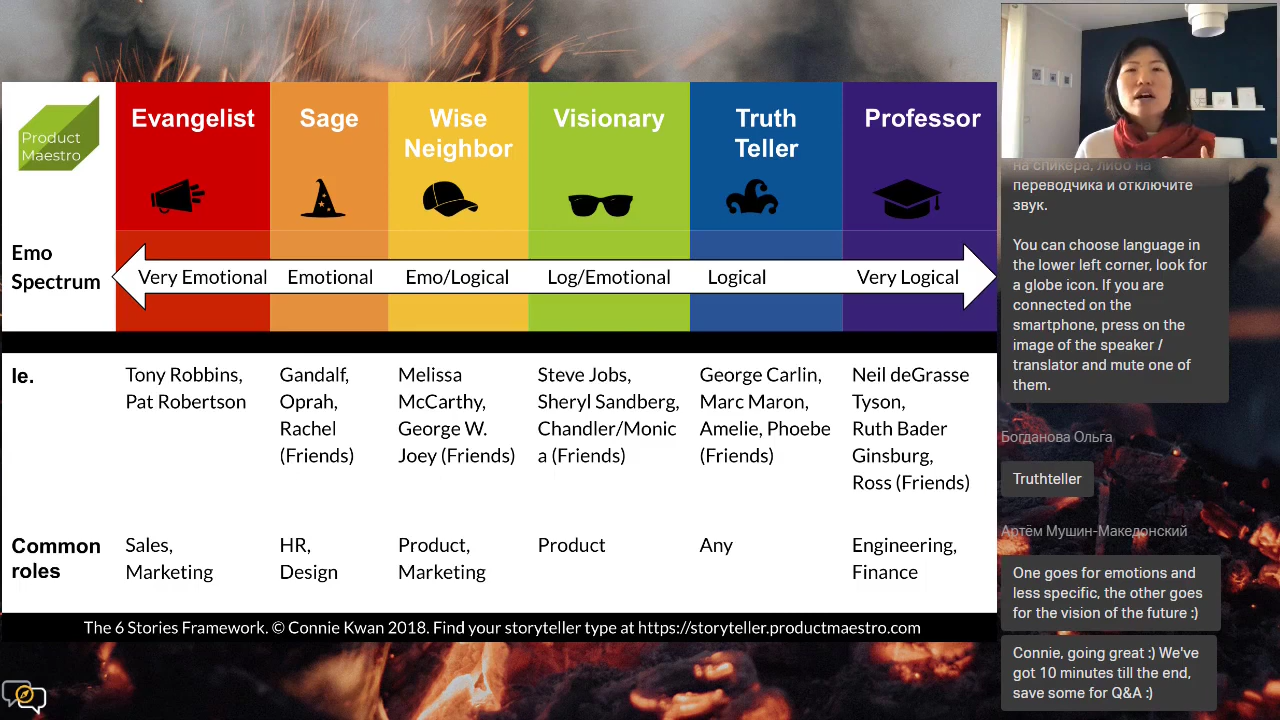 Product
Maestro
Evangelist
Sage
Wise
Neighbor
Visionary
Truth
Teller
Professor
Emo
Spectrum
Very Emotional
Emotional
Emo/Logical
Log/Emotional
Logical
Very Logical
Ie.
Tony Robbins,
Pat Robertson
Gandalf,
Oprah,
Rachel
(Friends)
Melissa
McCarthy,
George W.
Joey (Friends)
Steve Jobs,
Sheryl Sandberg,
Chandler/Monic
a (Friends)
George Carlin,
Marc Maron,
Amelie, Phoebe
(Friends)
Neil deGrasse
Tyson,
Ruth Bader
Ginsburg,
Ross (Friends)
Common
roles
Sales,
Marketing
HR,
Design
Product,
Marketing
Product
Any
Engineering,
Finance
The 6 Stories Framework. © Connie Kwan 2018. Find your storyteller type at https://storyteller.productmaestro.com
на спикера, либо на
переводчика и отключите
звук.
You can choose language in
the lower left corner, look for
a globe icon. If you are
connected on the
smartphone, press on the
image of the speaker /
translator and mute one of
them.
Богданова Ольга
Truthteller
Артём Мушин-Македонский
One goes for emotions and
less specific, the other goes
for the vision of the future :)
Connie, going great :) We've
got 10 minutes till the end,
save some for Q&A :)